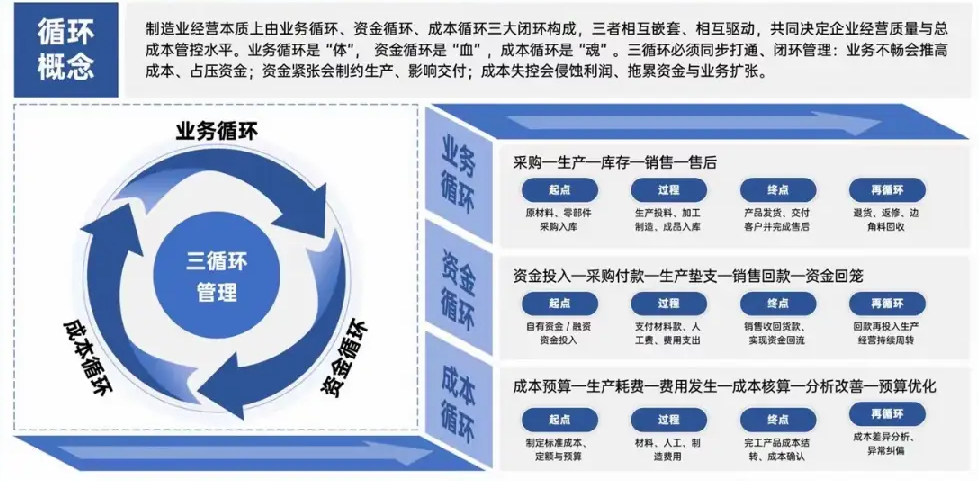 循环
概念
制造业经营本质上由业务循环、资金循环、成本循环三大闭环构成，三者相互嵌套、相互驱动，共同决定企业经营质量与总
成本管控水平。业务循环是“体”， 资金循环是“血”，成本循环是“魂”。三循环必须同步打通、闭环管理：业务不畅会推高
成本、占压资金；资金紧张会制约生产、影响交付；成本失控会侵蚀利润、拖累资金与业务扩张。
业务循环
三循环
管理
成本循环
资金循环
业务
循环
采购—生产—库存—销售—售后
起点
过程
终点
再循环
原材料、零部件
采购入库
生产投料、加工
制造、成品入库
产品发货、交付
客户并完成售后
退货、返修、边
角料回收
资金
循环
资金投入—采购付款—生产垫支—销售回款—资金回笼
起点
过程
终点
再循环
自有资金／融资
资金投入
支付材料款、人
工费、费用支出
销售收回货款、
实现资金回流
回款再投入生产
经营持续周转
成本
循环
成本预算—生产耗费—费用发生—成本核算—分析改善—预算优化
起点
过程
终点
再循环
制定标准成本、
定额与预算
材料、人工、制
造费用
完工产品成本结
转、成本确认
成本差异分析、
异常纠偏